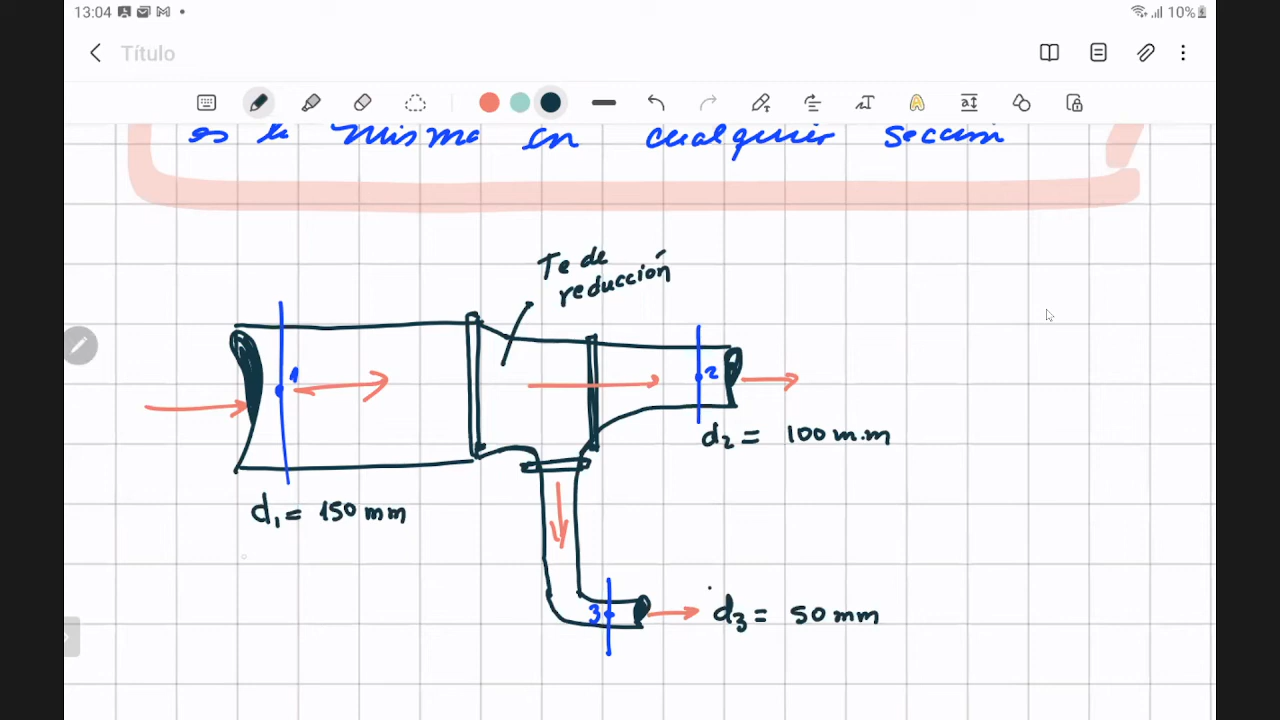 13:04
10%
Título
es la misma en cualquier sección
Te de
reducción
1
2
d2 = 100 m.m
d1 = 150 mm
3
d3 = 50 mm